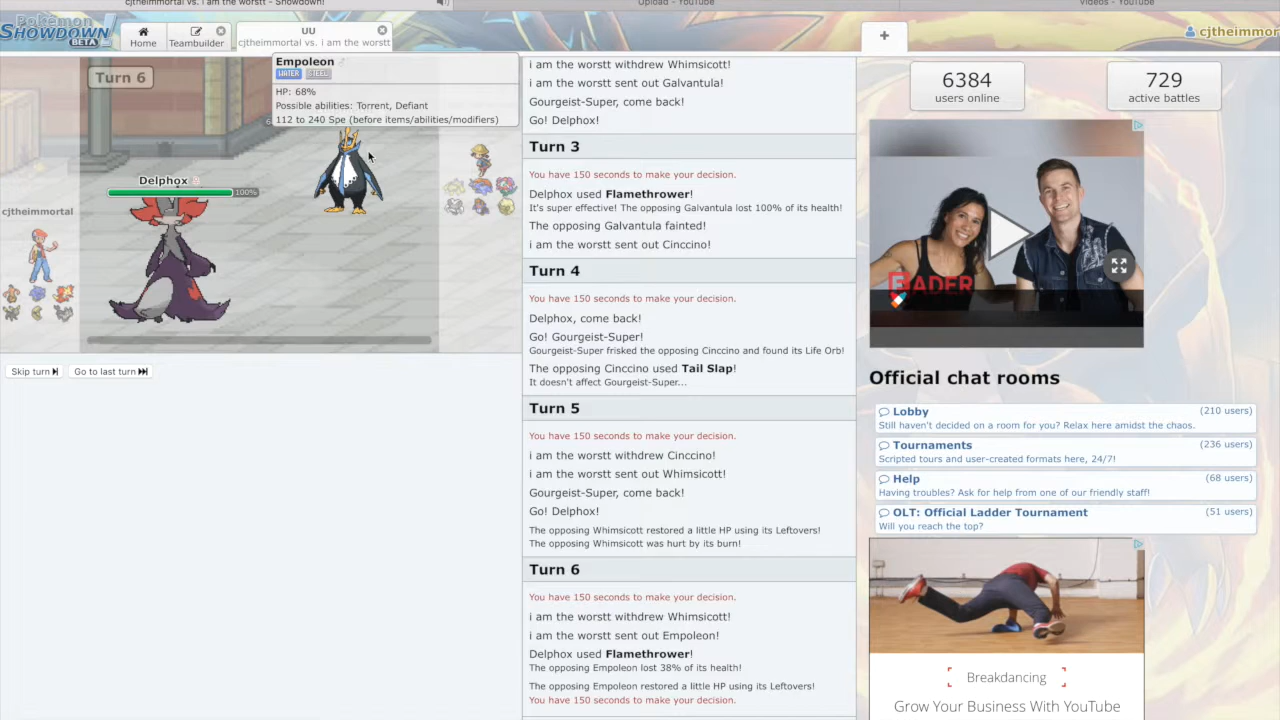 cjtheimmortal vs. i am the worstt - Showdown!
Upload - YouTube
Videos - YouTube
Pokémon
SHOWDOWN!
BETA
Home
Teambuilder
UU
cjtheimmortal vs. i am the worstt
+
cjtheimmor
Turn 6
Empoleon
WATER STEEL
HP: 68%
Possible abilities: Torrent, Defiant
112 to 240 Spe (before items/abilities/modifiers)
Delphox
100%
cjtheimmortal
Skip turn
Go to last turn
i am the worstt withdrew Whimsicott!
i am the worstt sent out Galvantula!
Gourgeist-Super, come back!
Go! Delphox!
Turn 3
You have 150 seconds to make your decision.
Delphox used Flamethrower!
It's super effective! The opposing Galvantula lost 100% of its health!
The opposing Galvantula fainted!
i am the worstt sent out Cinccino!
Turn 4
You have 150 seconds to make your decision.
Delphox, come back!
Go! Gourgeist-Super!
Gourgeist-Super frisked the opposing Cinccino and found its Life Orb!
The opposing Cinccino used Tail Slap!
It doesn't affect Gourgeist-Super...
Turn 5
You have 150 seconds to make your decision.
i am the worstt withdrew Cinccino!
i am the worstt sent out Whimsicott!
Gourgeist-Super, come back!
Go! Delphox!
The opposing Whimsicott restored a little HP using its Leftovers!
The opposing Whimsicott was hurt by its burn!
Turn 6
You have 150 seconds to make your decision.
i am the worstt withdrew Whimsicott!
i am the worstt sent out Empoleon!
Delphox used Flamethrower!
The opposing Empoleon lost 38% of its health!
The opposing Empoleon restored a little HP using its Leftovers!
You have 150 seconds to make your decision.
6384
users online
729
active battles
Official chat rooms
Lobby
(210 users)
Still haven't decided on a room for you? Relax here amidst the chaos.
Tournaments
(236 users)
Scripted tours and user-created formats here, 24/7!
Help
(68 users)
Having troubles? Ask for help from one of our friendly staff!
OLT: Official Ladder Tournament
(51 users)
Will you reach the top?
Breakdancing
Grow Your Business With YouTube